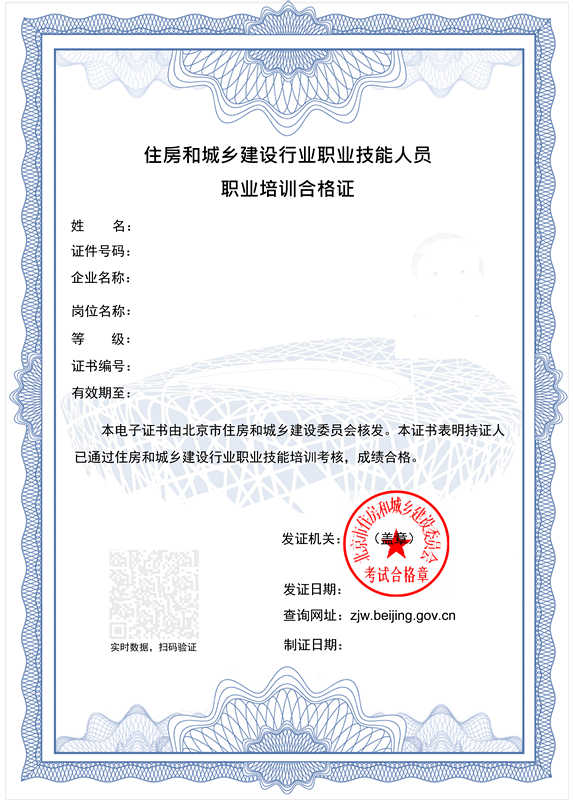 住房和城乡建设行业职业技能人员
职业培训合格证
姓 名：
证件号码：
企业名称：
岗位名称：
等 级：
证书编号：
有效期至：
本电子证书由北京市住房和城乡建设委员会核发。本证书表明持证人
已通过住房和城乡建设行业职业技能培训考核，成绩合格。
发证机关：
（盖章）
北京市住房和城乡建设委员会
考试合格章
发证日期：
查询网址：zjw.beijing.gov.cn
制证日期：
实时数据，扫码验证